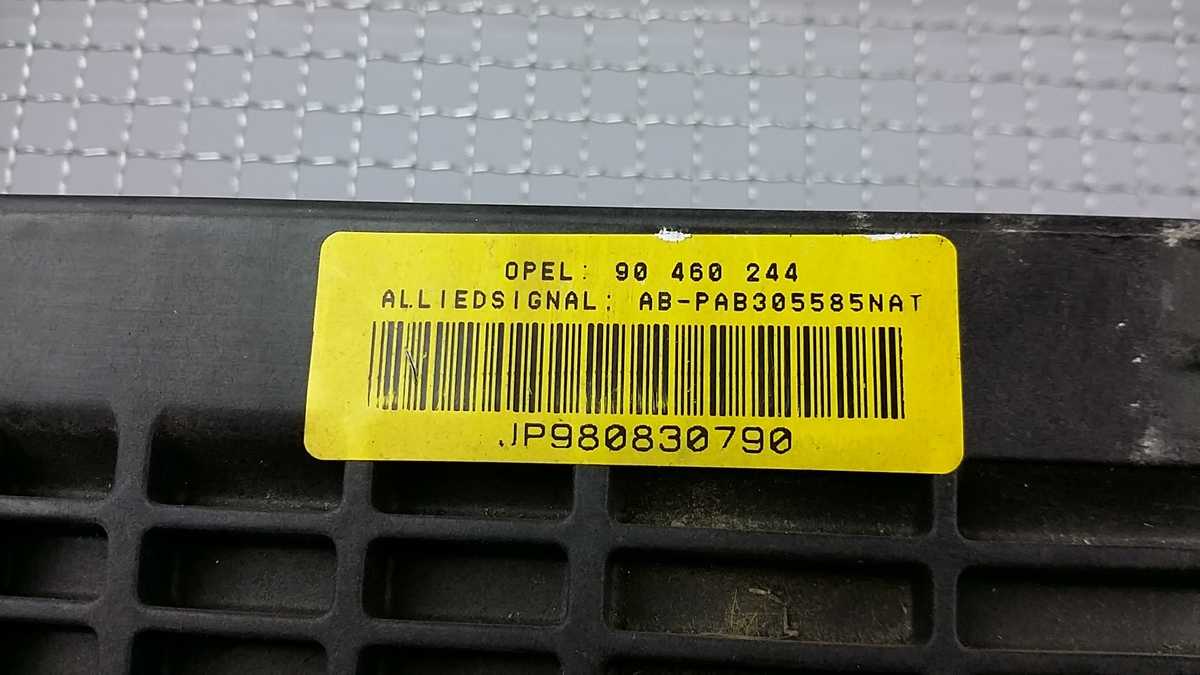 OPEL: 90 460 244
ALLIEDSIGNAL: AB-PAB305585NAT
JP980830790